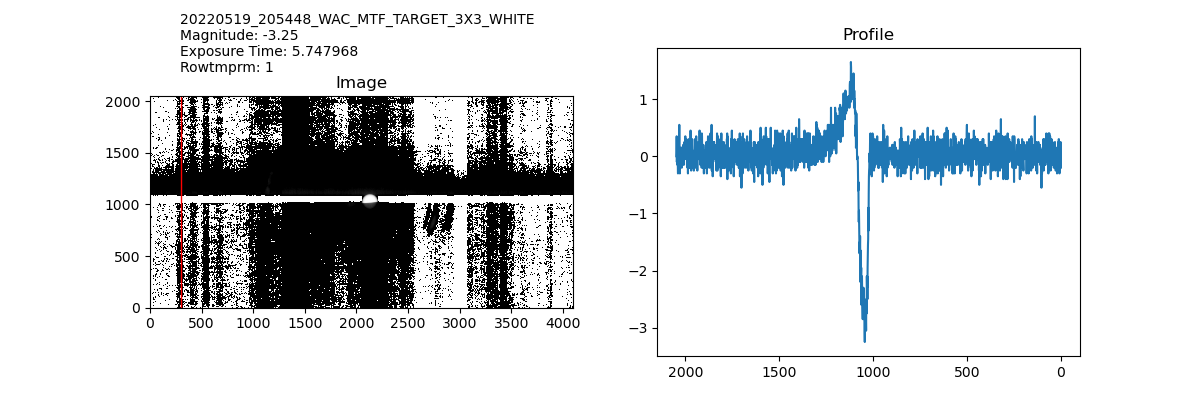 20220519_205448_WAC_MTF_TARGET_3X3_WHITE
Magnitude: -3.25
Exposure Time: 5.747968
Rowtmprm: 1
Image
2000
1500
1000
500
0
0 500 1000 1500 2000 2500 3000 3500 4000
Profile
1
0
−1
−2
−3
2000 1500 1000 500 0